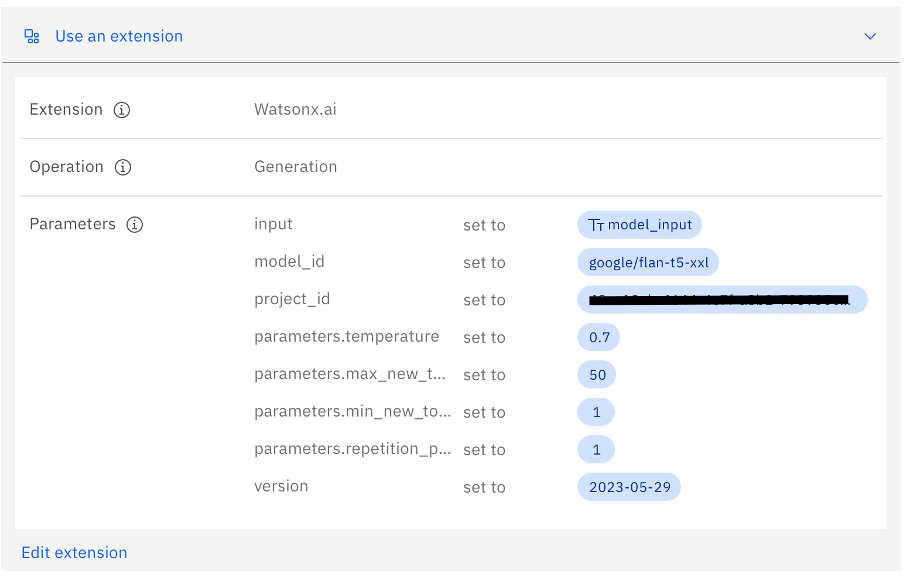 Use an extension
Extension Watsonx.ai
Operation Generation
Parameters input set to model_input
model_id set to google/flan-t5-xxl
project_id set to
parameters.temperature set to 0.7
parameters.max_new_t... set to 50
parameters.min_new_to... set to 1
parameters.repetition_p... set to 1
version set to 2023-05-29
Edit extension